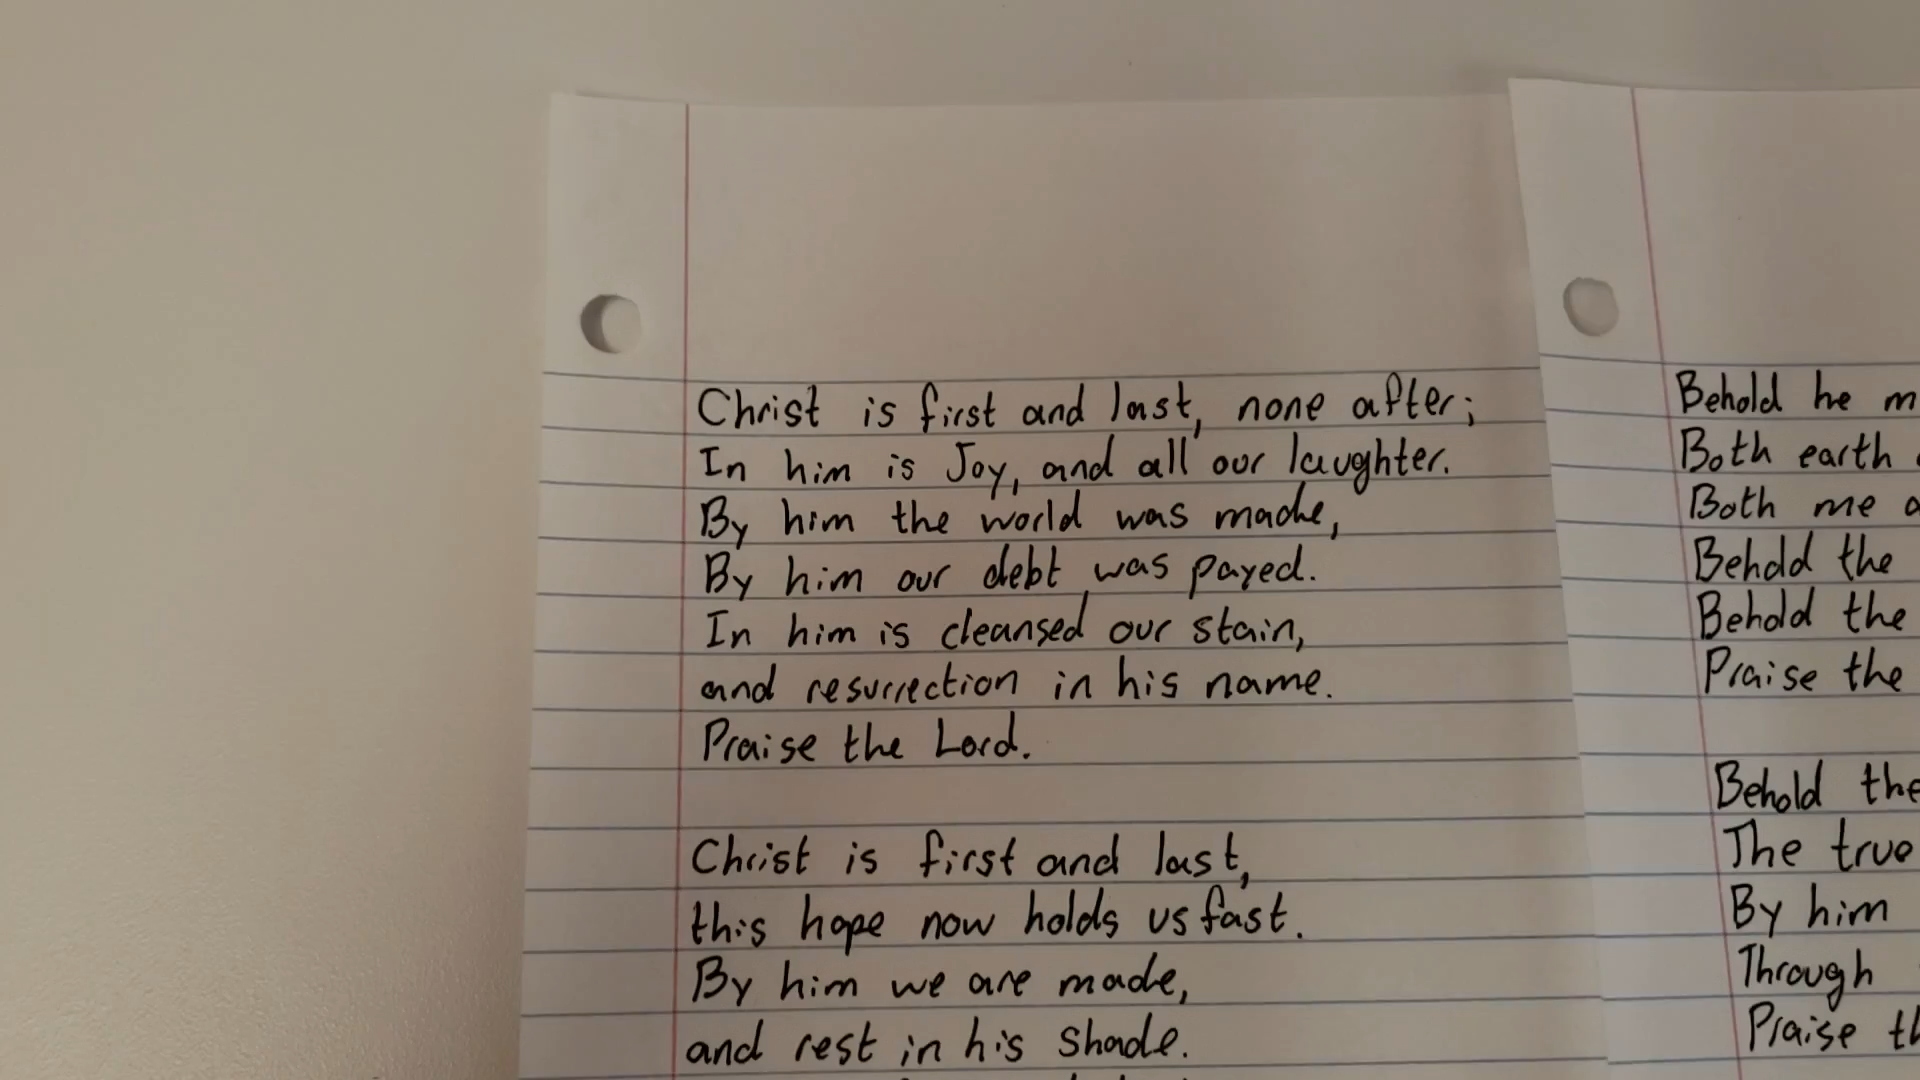 Christ is first and last, none after;
In him is Joy, and all our laughter.
By him the world was made,
By him our debt was payed.
In him is cleansed our stain,
and resurrection in his name.
Praise the Lord.
Christ is first and last,
this hope now holds us fast.
By him we are made,
and rest in his shade.
Behold he
Both earth
Both me
Behold the
Behold the
Praise the
Behold the
The true
By him
Through
Praise